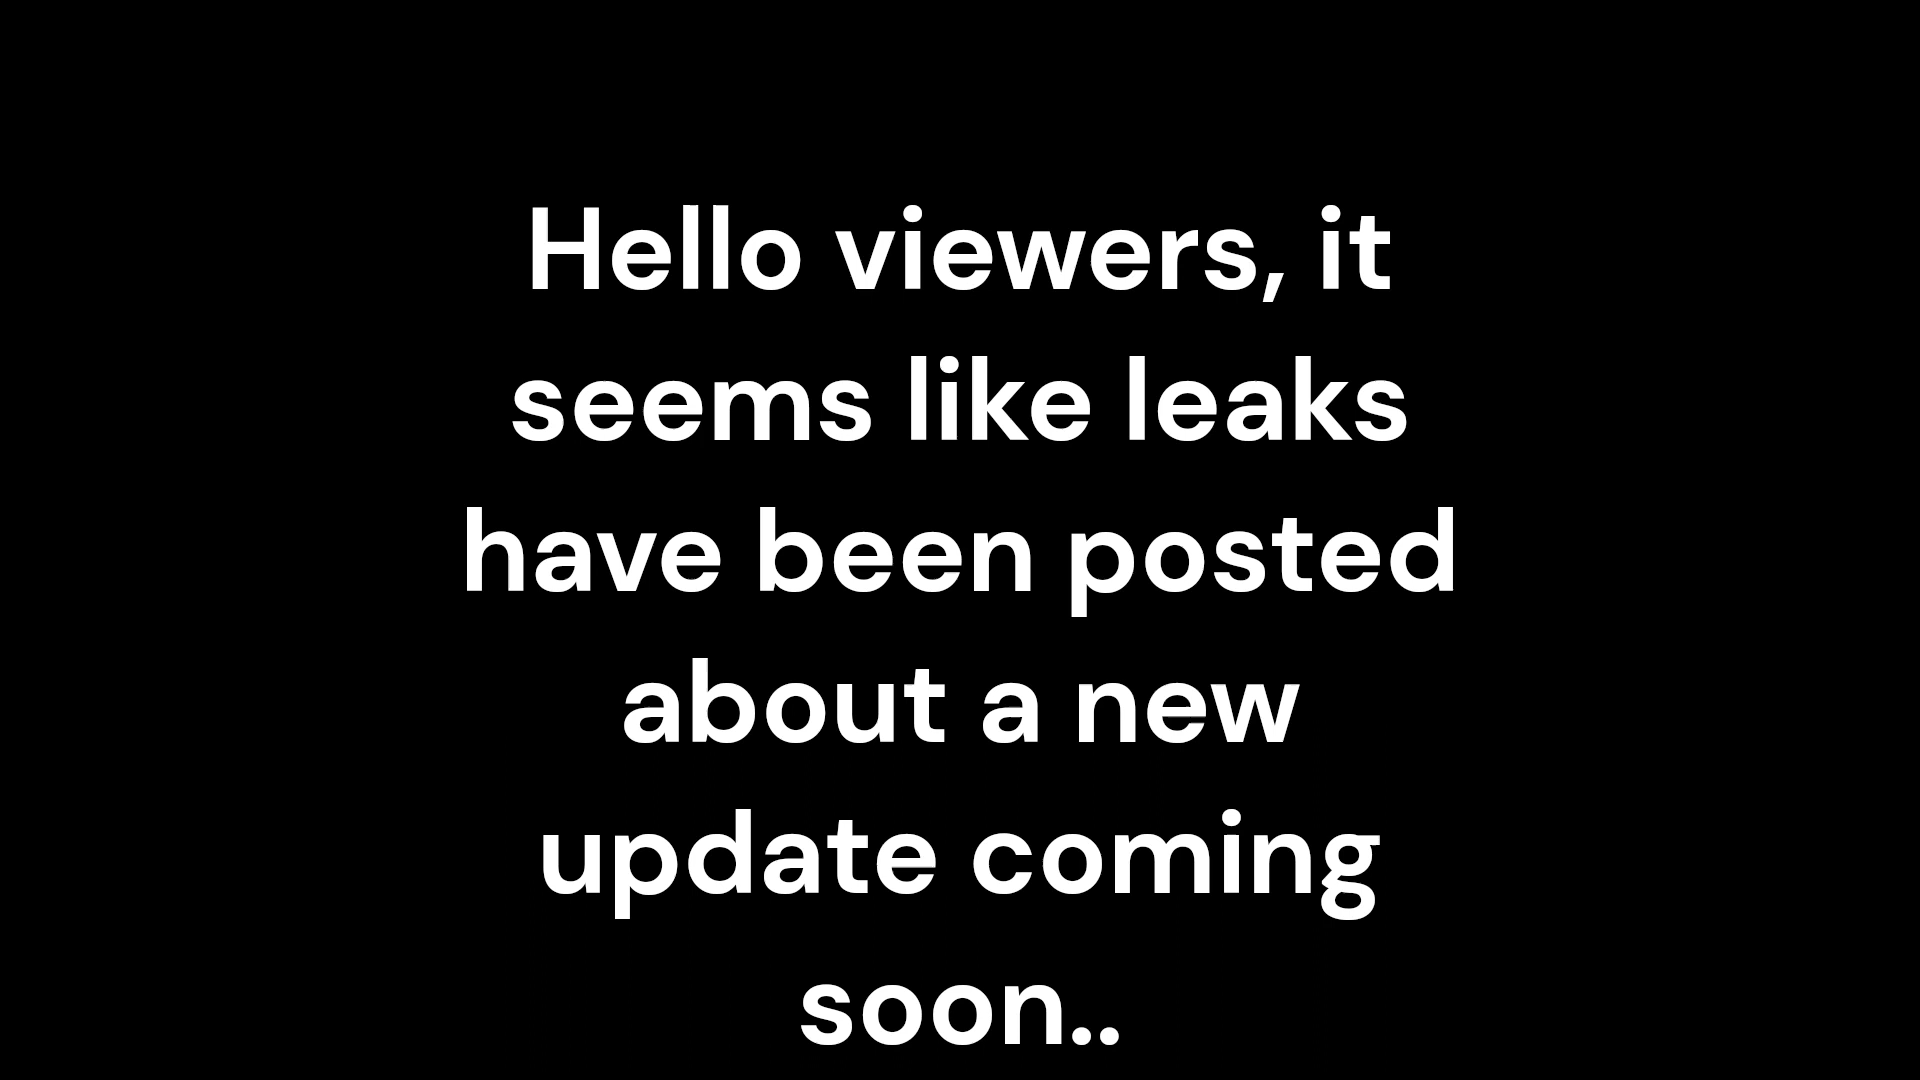 Hello viewers, it
seems like leaks
have been posted
about a new
update coming
soon..